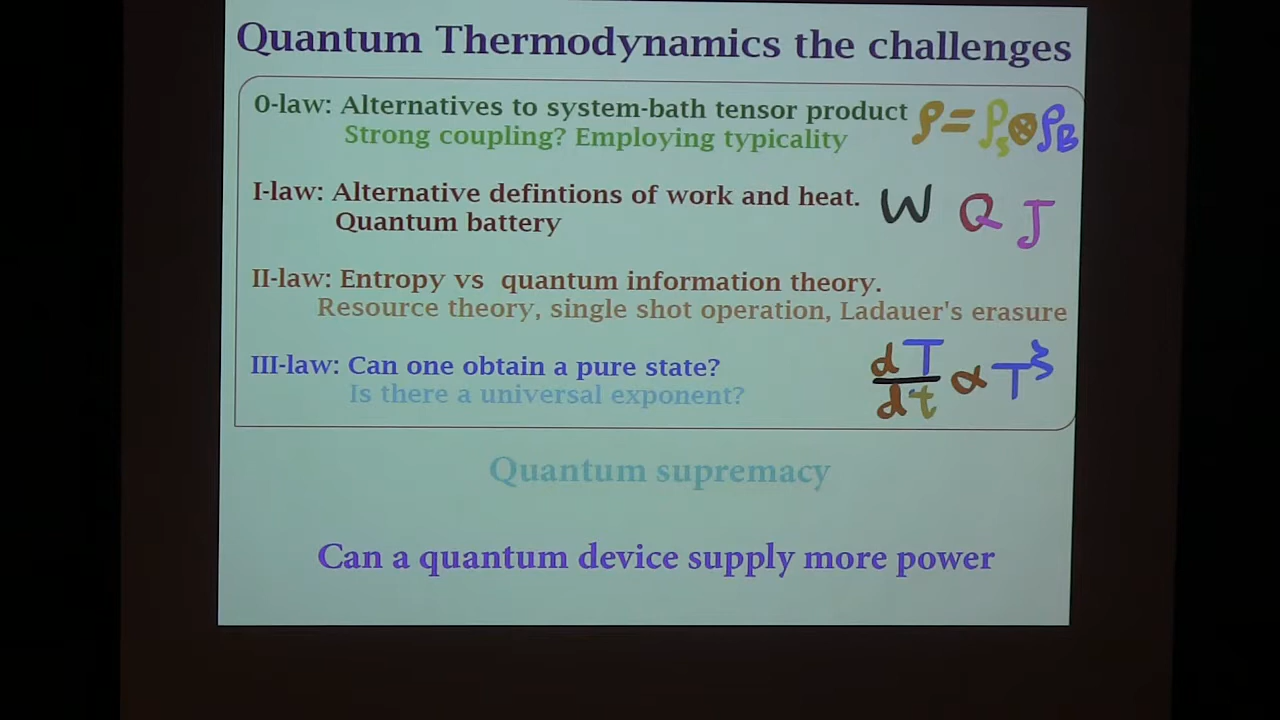 Quantum Thermodynamics the challenges
0-law: Alternatives to system-bath tensor product ρ = ρ_S ⊗ ρ_B
Strong coupling? Employing typicality
I-law: Alternative defintions of work and heat. W Q J
Quantum battery
II-law: Entropy vs quantum information theory.
Resource theory, single shot operation, Ladauer's erasure
III-law: Can one obtain a pure state? dT/dt ∝ T^ξ
Is there a universal exponent?
Quantum supremacy
Can a quantum device supply more power